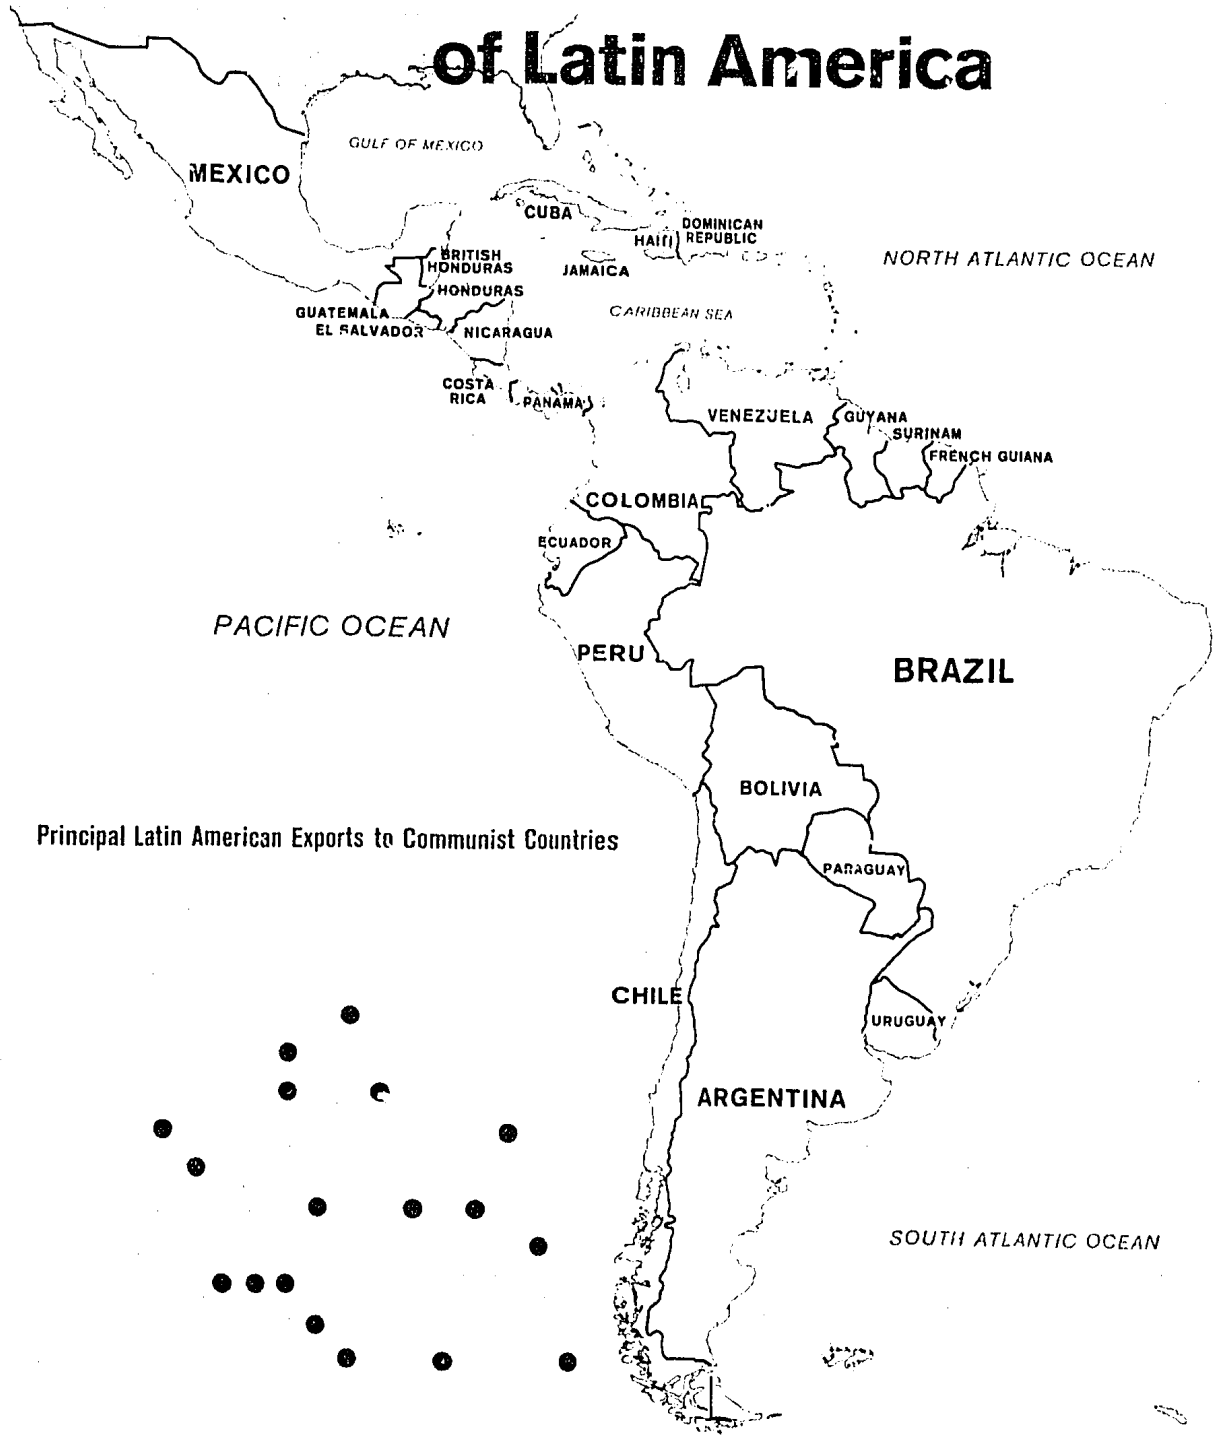 of Latin America
GULF OF MEXICO
MEXICO
CUBA
DOMINICAN
REPUBLIC
HAITI
JAMAICA
NORTH ATLANTIC OCEAN
BRITISH
HONDURAS
HONDURAS
GUATEMALA
EL SALVADOR
NICARAGUA
CARIBBEAN SEA
COSTA
RICA
PANAMA
VENEZUELA
GUYANA
SURINAM
FRENCH GUIANA
COLOMBIA
ECUADOR
PACIFIC OCEAN
PERU
BRAZIL
BOLIVIA
Principal Latin American Exports to Communist Countries
PARAGUAY
CHILE
URUGUAY
ARGENTINA
SOUTH ATLANTIC OCEAN